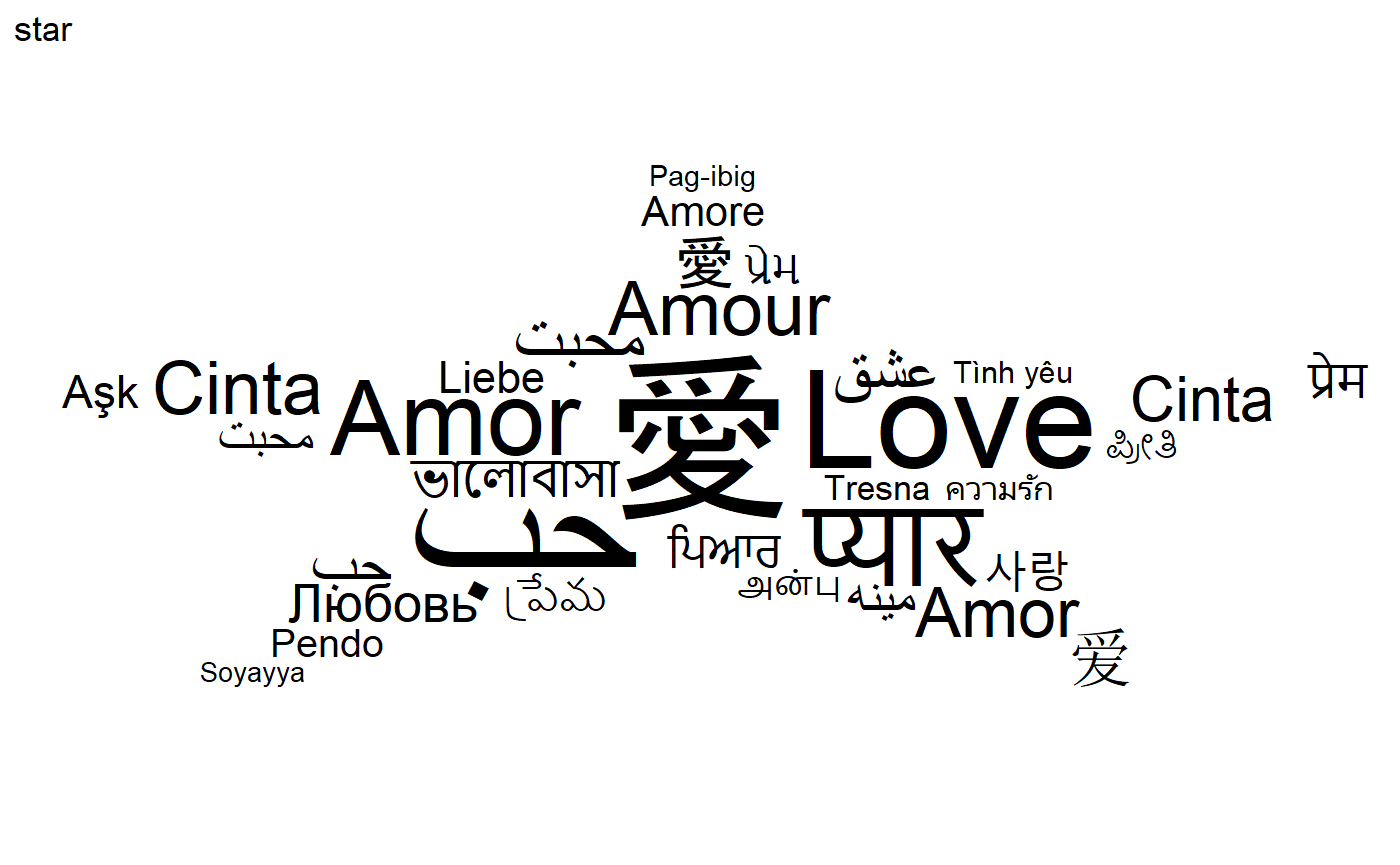 star
Pag-ibig
Amore
愛 પ્રેમ
Amour
محبت
Aşk Cinta Liebe عشق Tình yêu Cinta प्रेम
محبت Amor 愛 Love ಪ್ರೀತಿ
ভালোবাসা Tresna ความรัก
حب ਪਿਆਰ प्यार 사랑
حب அன்பு مينه
Любовь ప్రేమ Amor
Pendo 爱
Soyayya